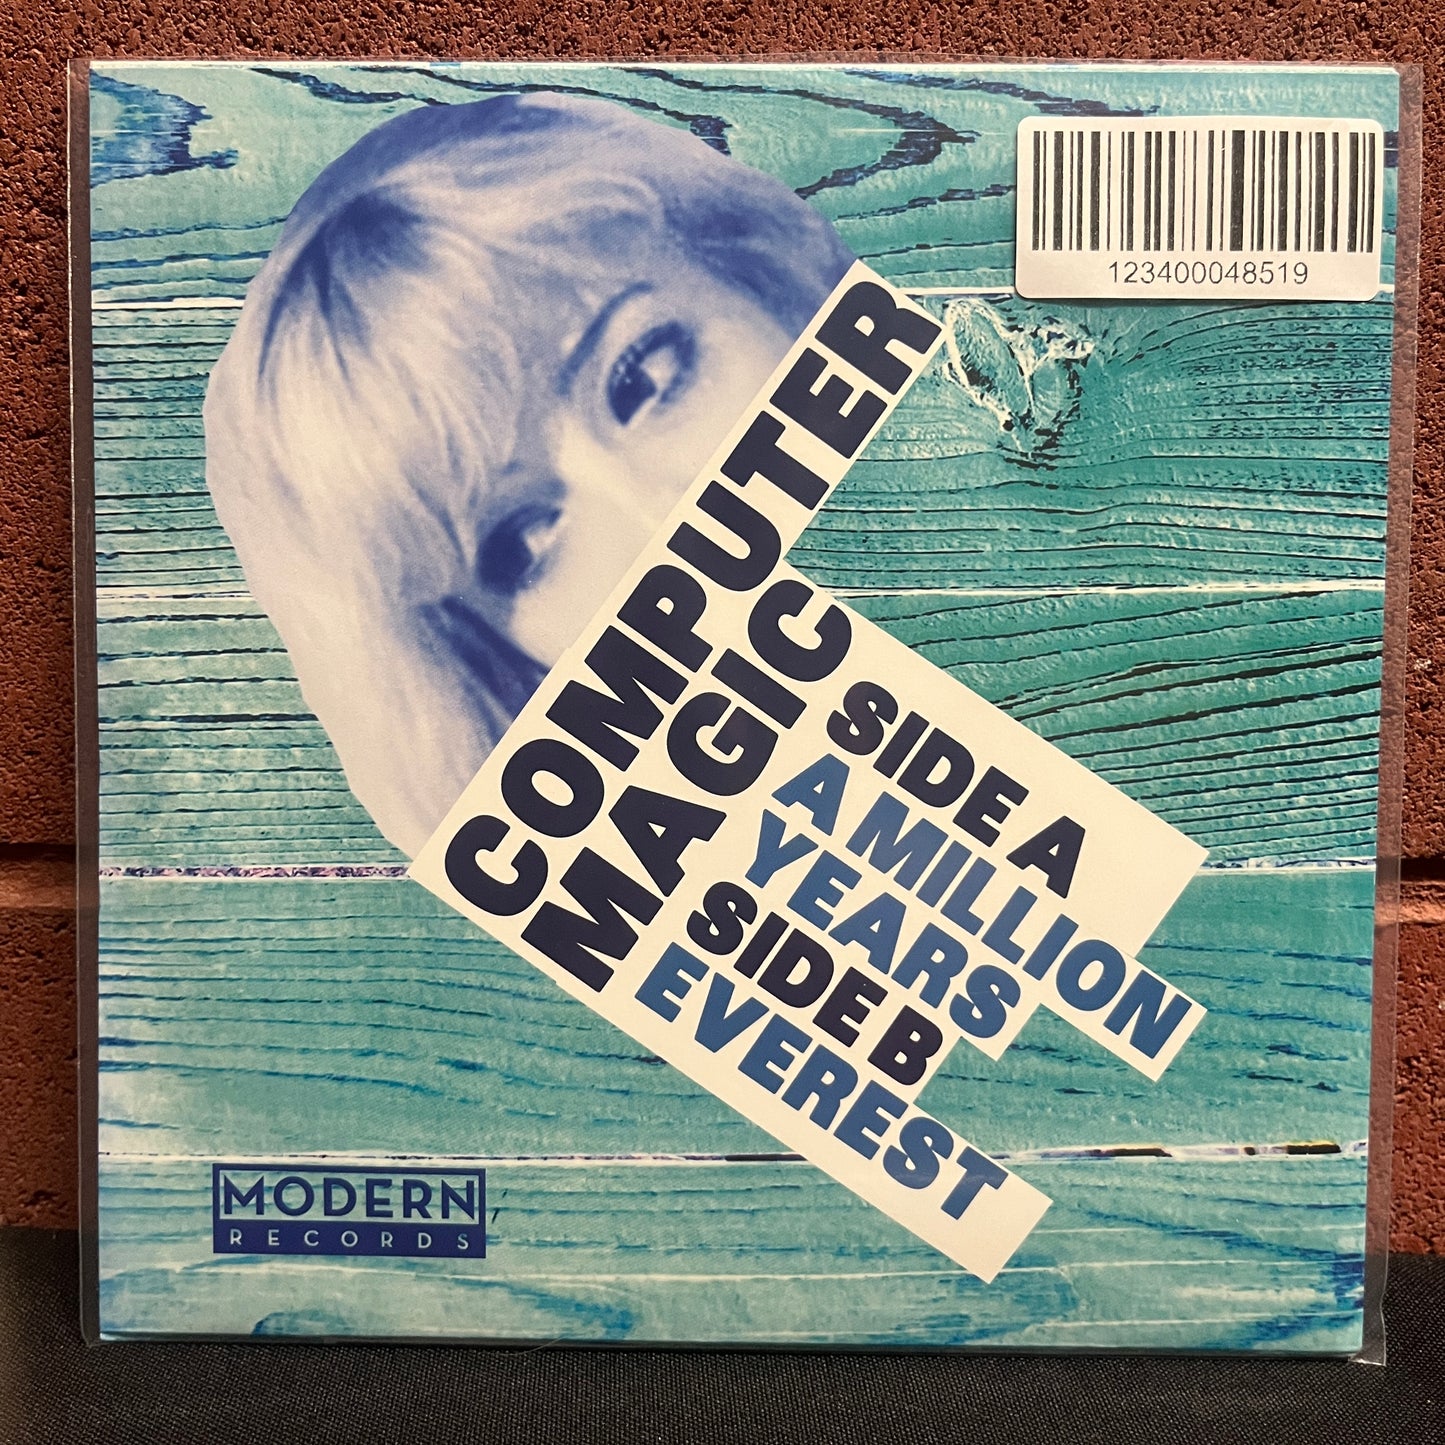 123400048519
COMPUTER
MAGIC
SIDE A
A MILLION
YEARS
SIDE B
EVEREST
MODERN
RECORDS